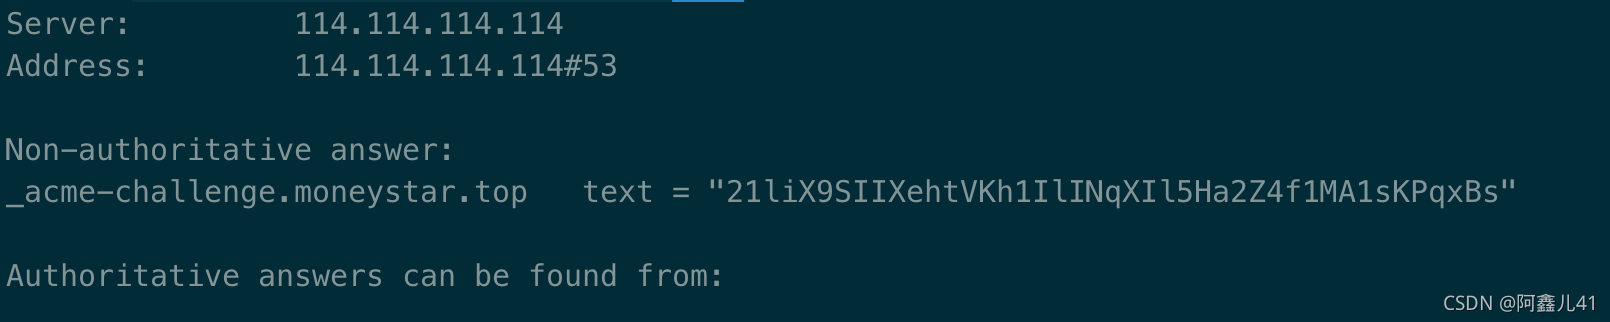 Server:		114.114.114.114
Address:	114.114.114.114#53
Non-authoritative answer:
_acme-challenge.moneystar.top	text = "21liX9SIIXehtVKh1IlINqXIl5Ha2Z4f1MA1sKPqxBs"
Authoritative answers can be found from:
CSDN @阿鑫儿41